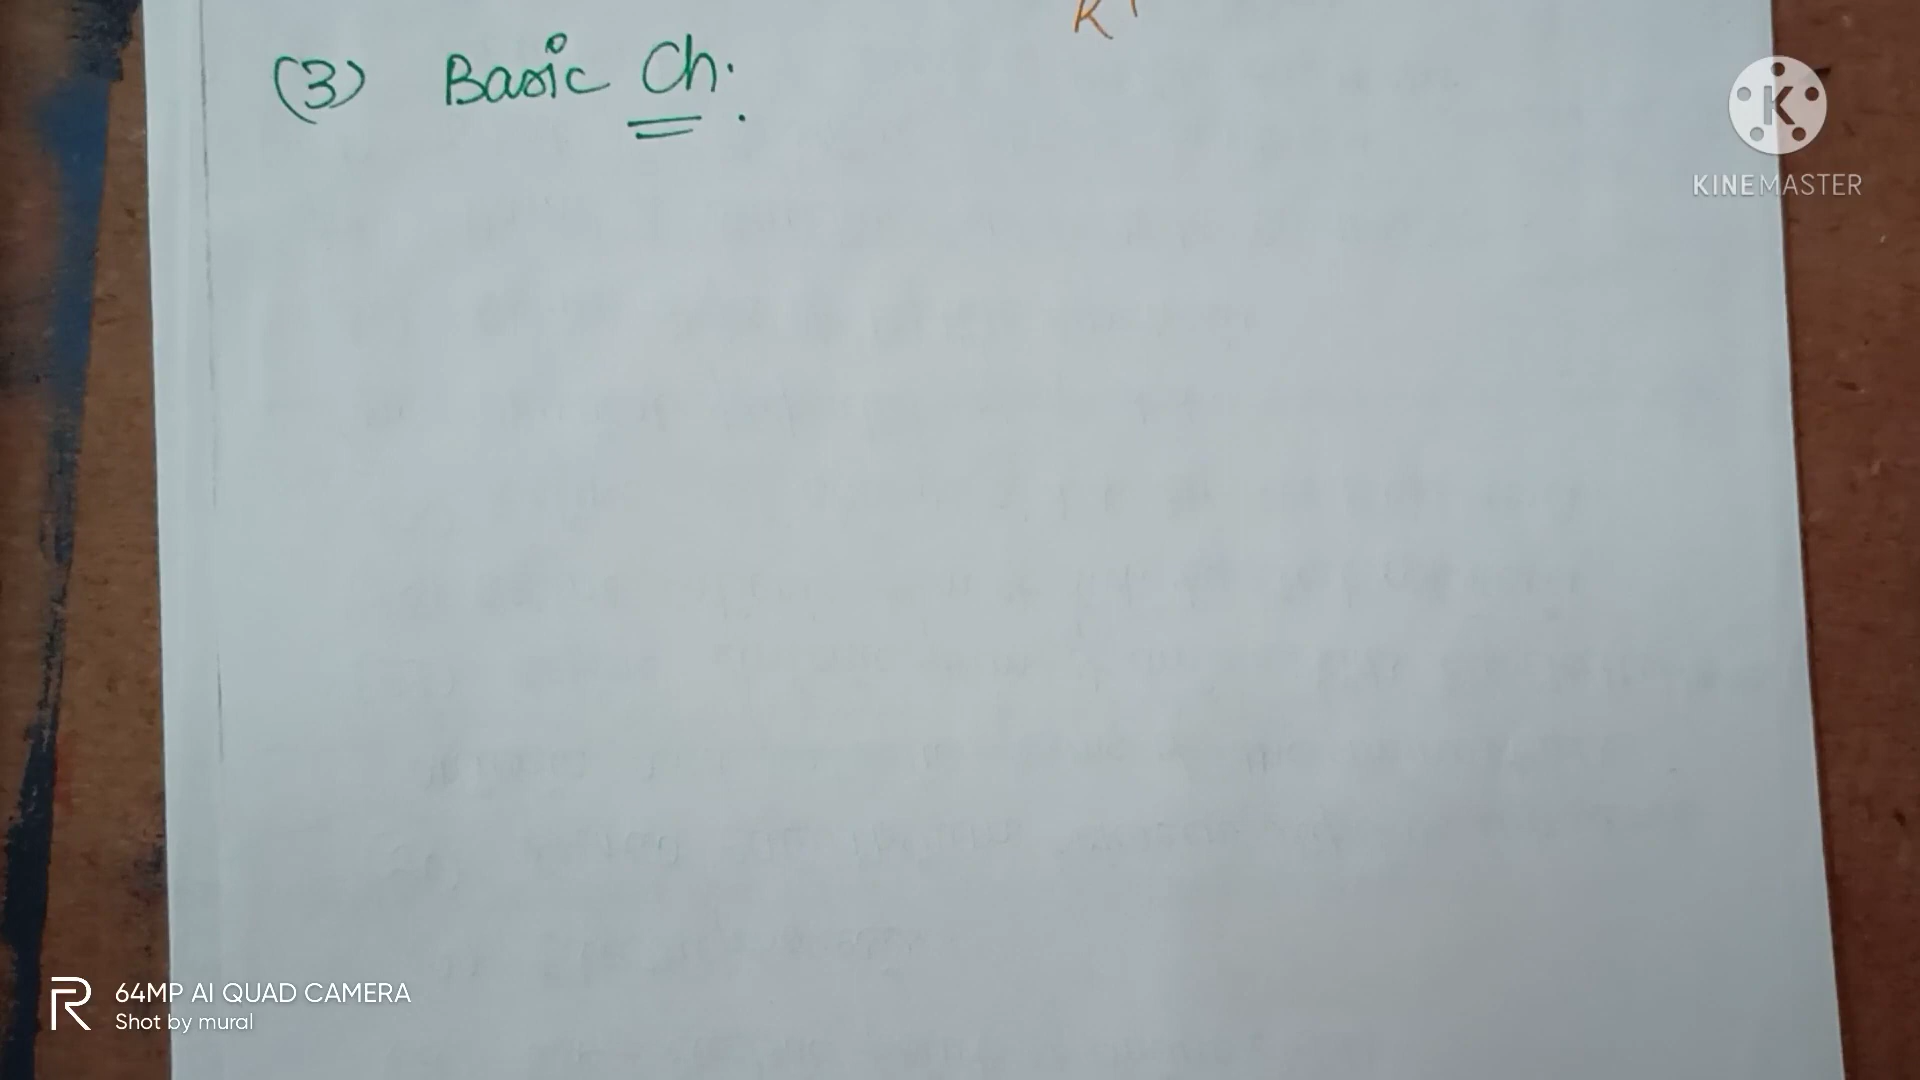 R
(3) Basic Ch.
K
KINEMASTER
64MP AI QUAD CAMERA
Shot by mural